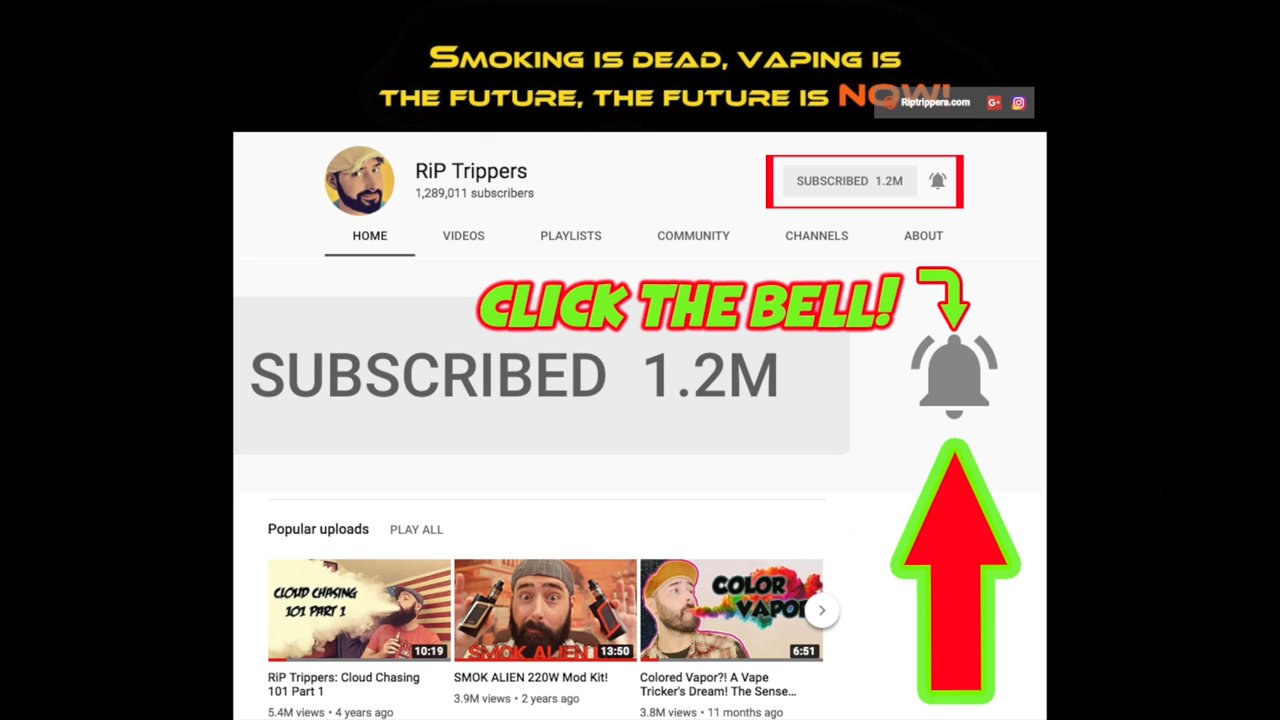 SMOKING IS DEAD, VAPING IS
THE FUTURE, THE FUTURE IS NOW!
Riptrippers.com
RiP Trippers
1,289,011 subscribers
SUBSCRIBED 1.2M
HOME VIDEOS PLAYLISTS COMMUNITY CHANNELS ABOUT
CLICK THE BELL!
SUBSCRIBED 1.2M
Popular uploads PLAY ALL
CLOUD CHASING
101 PART 1
10:19
SMOK ALIEN
13:50
COLOR
VAPOR
6:51
RiP Trippers: Cloud Chasing
101 Part 1
5.4M views • 4 years ago
SMOK ALIEN 220W Mod Kit!
3.9M views • 2 years ago
Colored Vapor?! A Vape
Tricker's Dream! The Sense...
3.8M views • 11 months ago